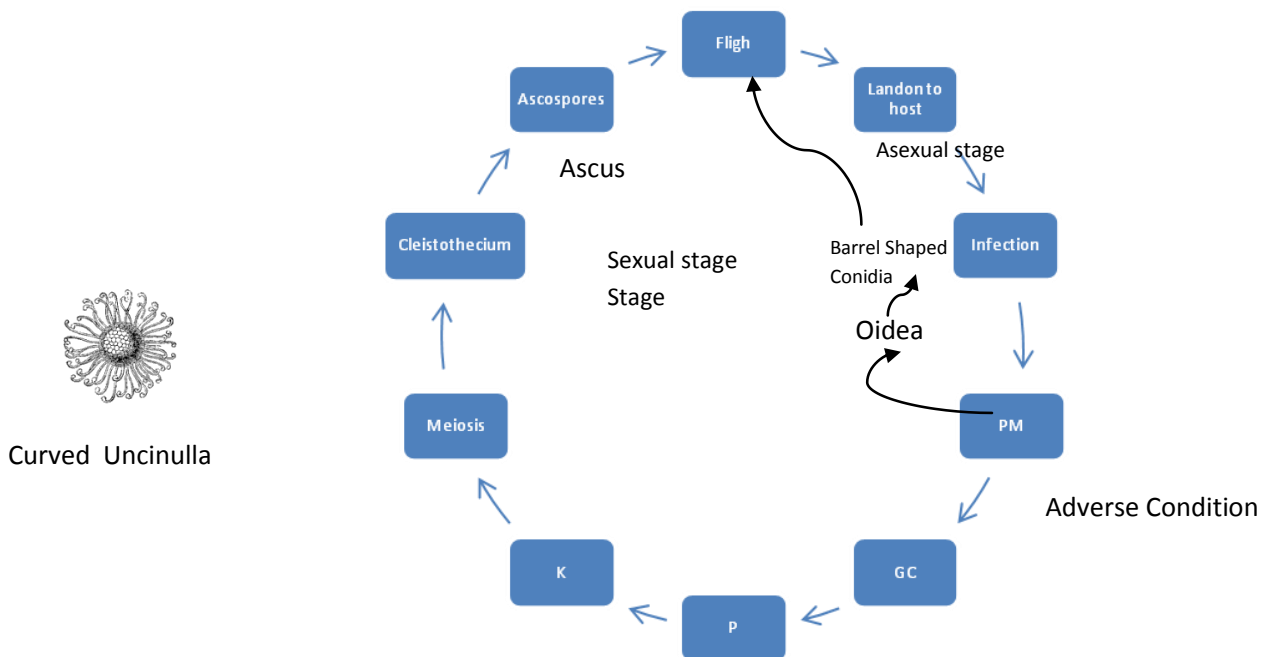 Fligh
Ascospores
Landon to
host
Asexual stage
Ascus
Cleistothecium
Barrel Shaped
Conidia
Infection
Sexual stage
Stage
Oidea
Meiosis
PM
Curved Uncinulla
Adverse Condition
K
GC
P